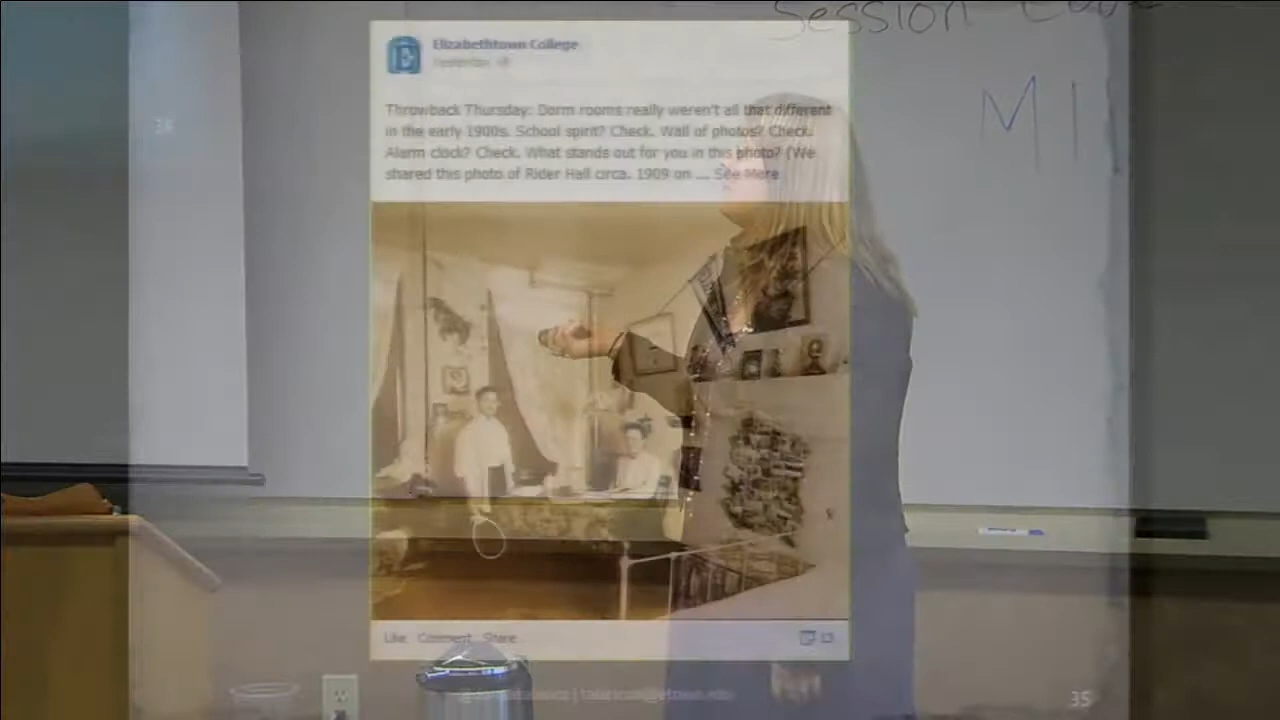 Session
MI
Elizabethtown College
Throwback Thursday: Dorm rooms really weren't all that different
in the early 1900s. School spirit? Check. Wall of photos? Check.
Alarm clock? Check. What stands out for you in this photo? (We
shared this photo of Rider Hall circa. 1909 on ... See More
Like Comment Share
35